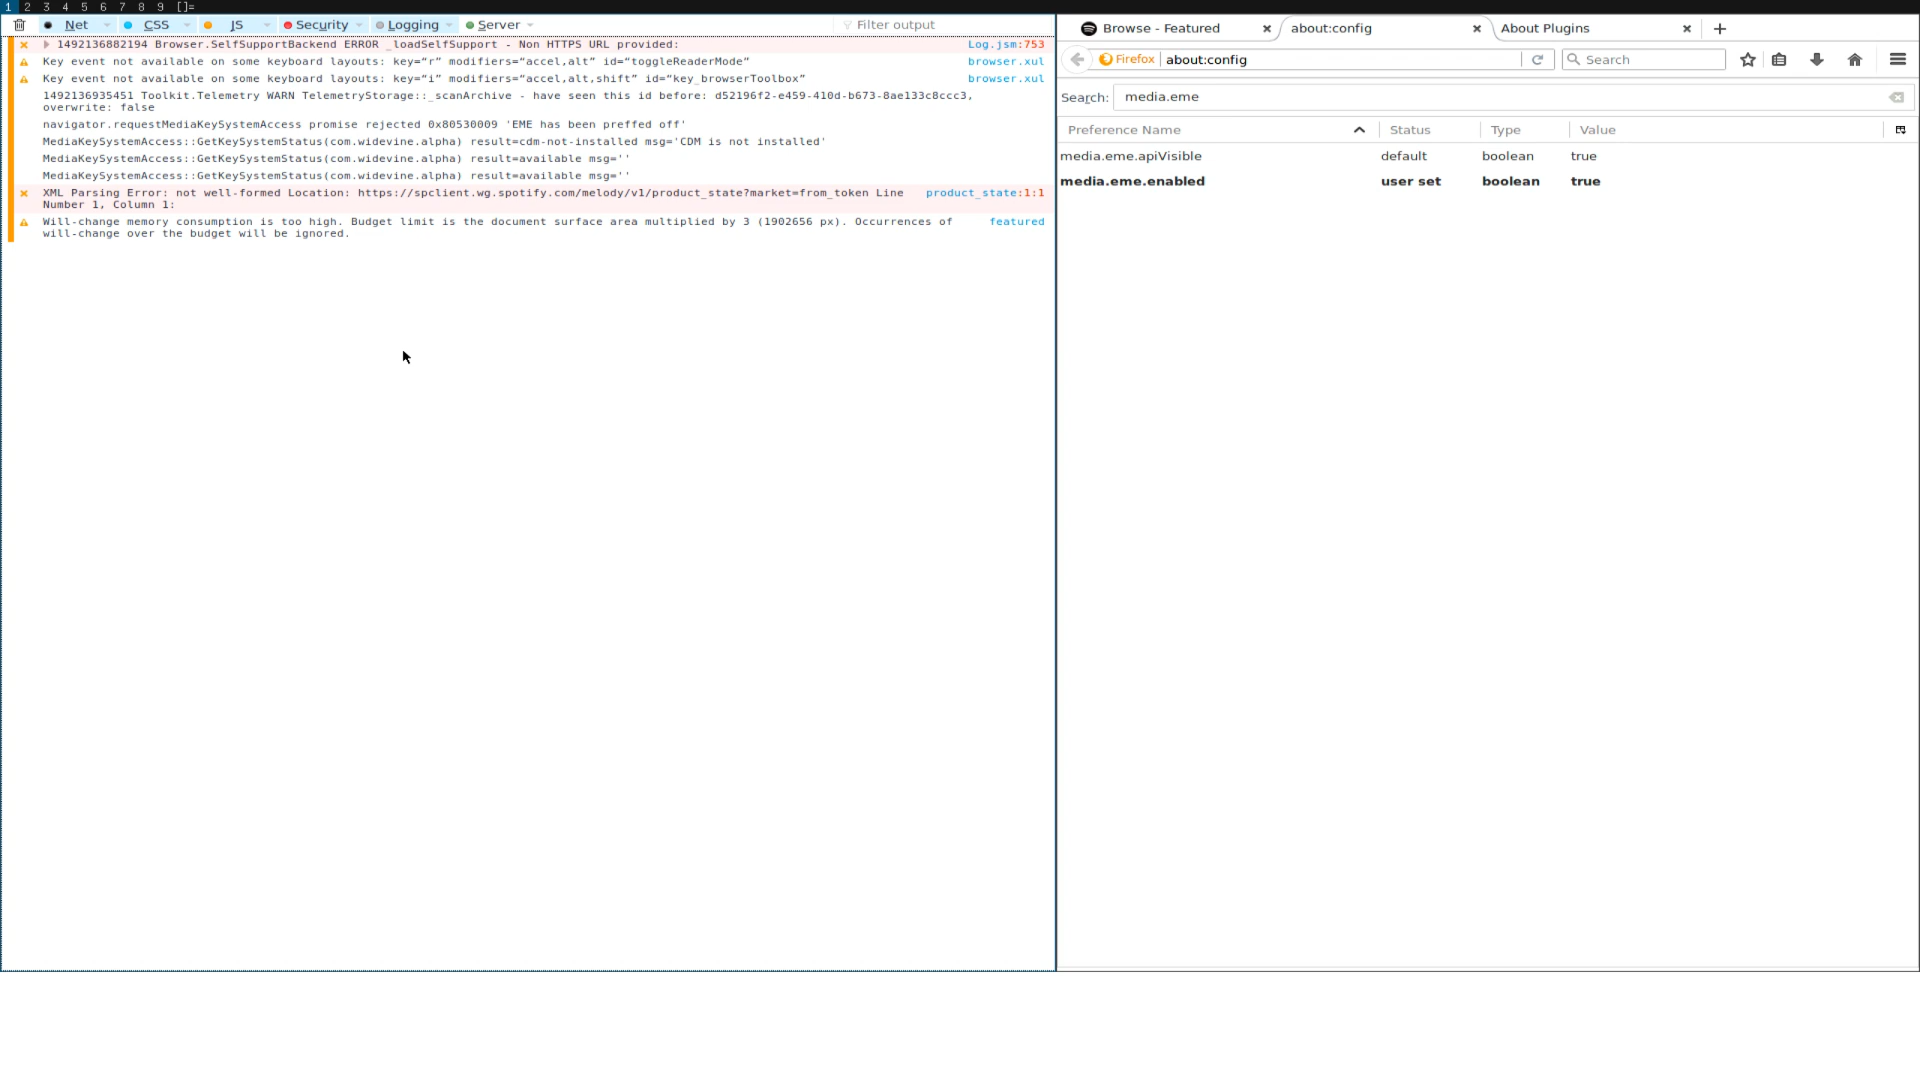 1 2 3 4 5 6 7 8 9 []=
Net CSS JS Security Logging Server Filter output
1492136882194 Browser.SelfSupportBackend ERROR _loadSelfSupport - Non HTTPS URL provided: Log.jsm:753
Key event not available on some keyboard layouts: key=“r” modifiers=“accel,alt” id=“toggleReaderMode” browser.xul
Key event not available on some keyboard layouts: key=“i” modifiers=“accel,alt,shift” id=“key_browserToolbox” browser.xul
1492136935451 Toolkit.Telemetry WARN TelemetryStorage::_scanArchive - have seen this id before: d52196f2-e459-410d-b673-8ae133c8ccc3,
overwrite: false
navigator.requestMediaKeySystemAccess promise rejected 0x80530009 'EME has been preffed off'
MediaKeySystemAccess::GetKeySystemStatus(com.widevine.alpha) result=cdm-not-installed msg='CDM is not installed'
MediaKeySystemAccess::GetKeySystemStatus(com.widevine.alpha) result=available msg=''
MediaKeySystemAccess::GetKeySystemStatus(com.widevine.alpha) result=available msg=''
XML Parsing Error: not well-formed Location: https://spclient.wg.spotify.com/melody/v1/product_state?market=from_token Line product_state:1:1
Number 1, Column 1:
Will-change memory consumption is too high. Budget limit is the document surface area multiplied by 3 (1902656 px). Occurrences of featured
will-change over the budget will be ignored.
Browse - Featured about:config About Plugins
Firefox about:config Search
Search: media.eme
Preference Name Status Type Value
media.eme.apiVisible default boolean true
media.eme.enabled user set boolean true